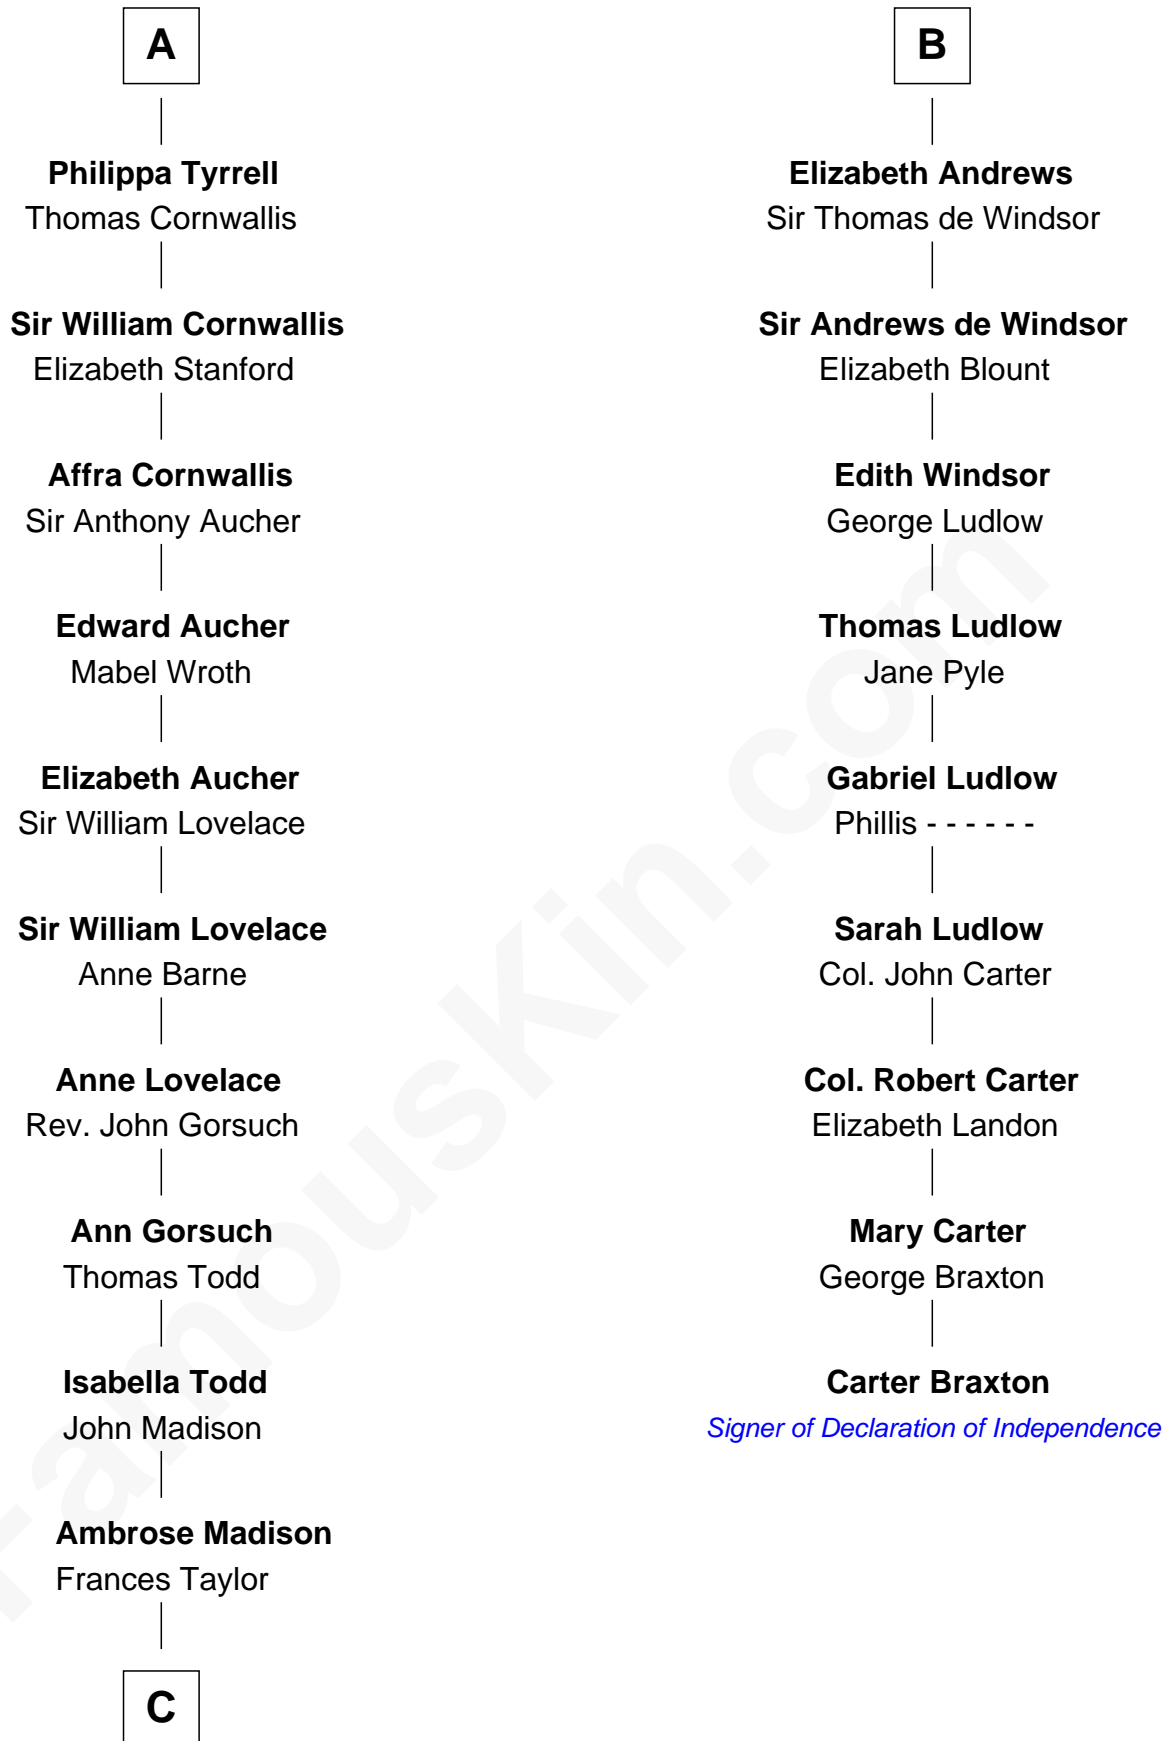 A
Philippa Tyrrell
Thomas Cornwallis
Sir William Cornwallis
Elizabeth Stanford
Affra Cornwallis
Sir Anthony Aucher
Edward Aucher
Mabel Wroth
Elizabeth Aucher
Sir William Lovelace
Sir William Lovelace
Anne Barne
Anne Lovelace
Rev. John Gorsuch
Ann Gorsuch
Thomas Todd
Isabella Todd
John Madison
Ambrose Madison
Frances Taylor
C
B
Elizabeth Andrews
Sir Thomas de Windsor
Sir Andrews de Windsor
Elizabeth Blount
Edith Windsor
George Ludlow
Thomas Ludlow
Jane Pyle
Gabriel Ludlow
Phillis - - - - - -
Sarah Ludlow
Col. John Carter
Col. Robert Carter
Elizabeth Landon
Mary Carter
George Braxton
Carter Braxton
Signer of Declaration of Independence
FamousKin.com